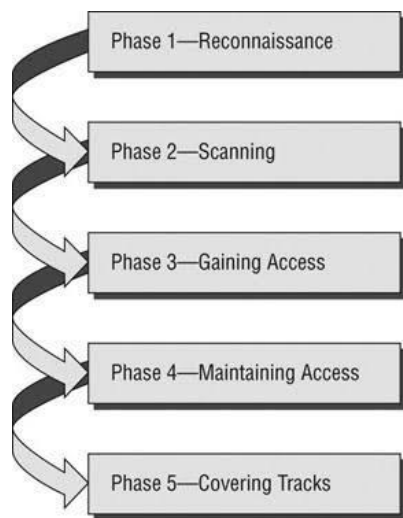 Phase 1—Reconnaissance
Phase 2—Scanning
Phase 3—Gaining Access
Phase 4—Maintaining Access
Phase 5—Covering Tracks